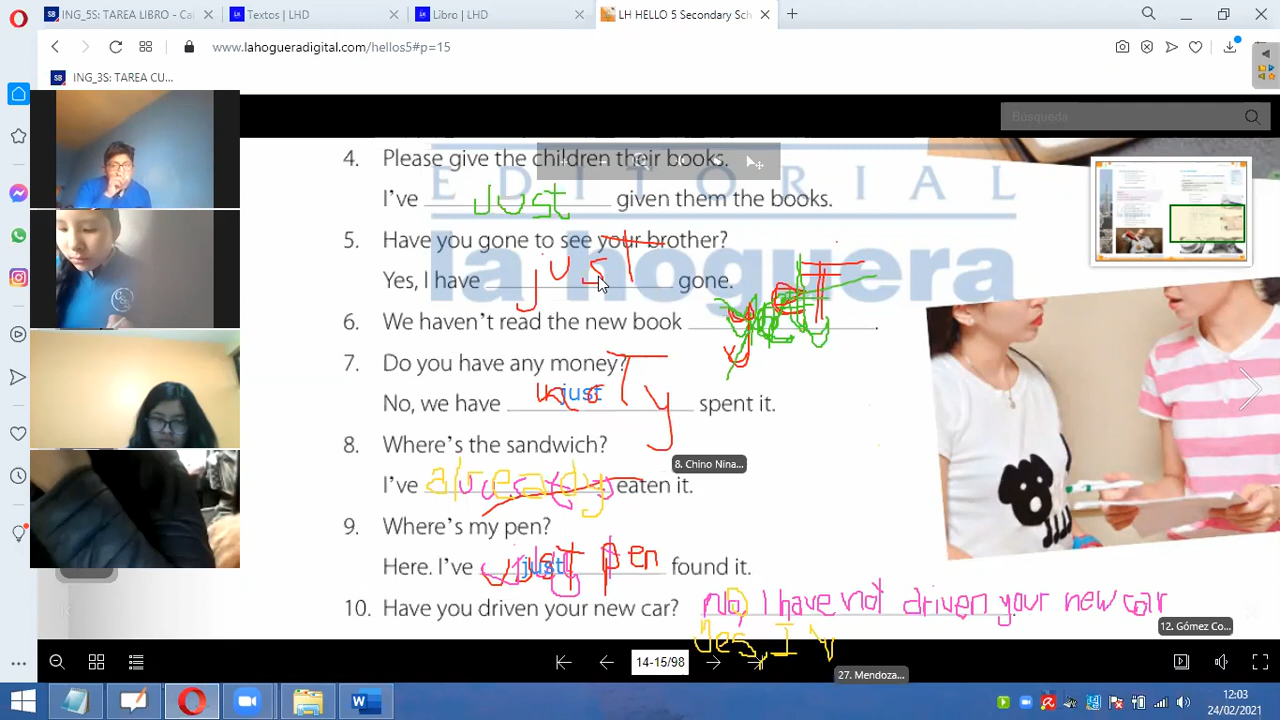 ING_5S: TAREA LIBRO - Ca
Textos | LHD
Libro | LHD
LH HELLO 5 Secondary Sch
www.lahogueradigital.com/hellos5#p=15
ING_3S: TAREA CU...
Búsqueda
EDITORIAL
la hoguera
4. Please give the children their books.
I've Just given them the books.
5. Have you gone to see your brother?
Yes, I have just gone.
6. We haven't read the new book yet.
7. Do you have any money?
No, we have just spent it.
8. Where's the sandwich?
8. Chino Nina...
I've already eaten it.
9. Where's my pen?
Here. I've just pen found it.
10. Have you driven your new car? no, I have not driven your new car
12. Gómez Co...
Yes, I
27. Mendoza...
14-15/98
12:03
24/02/2021